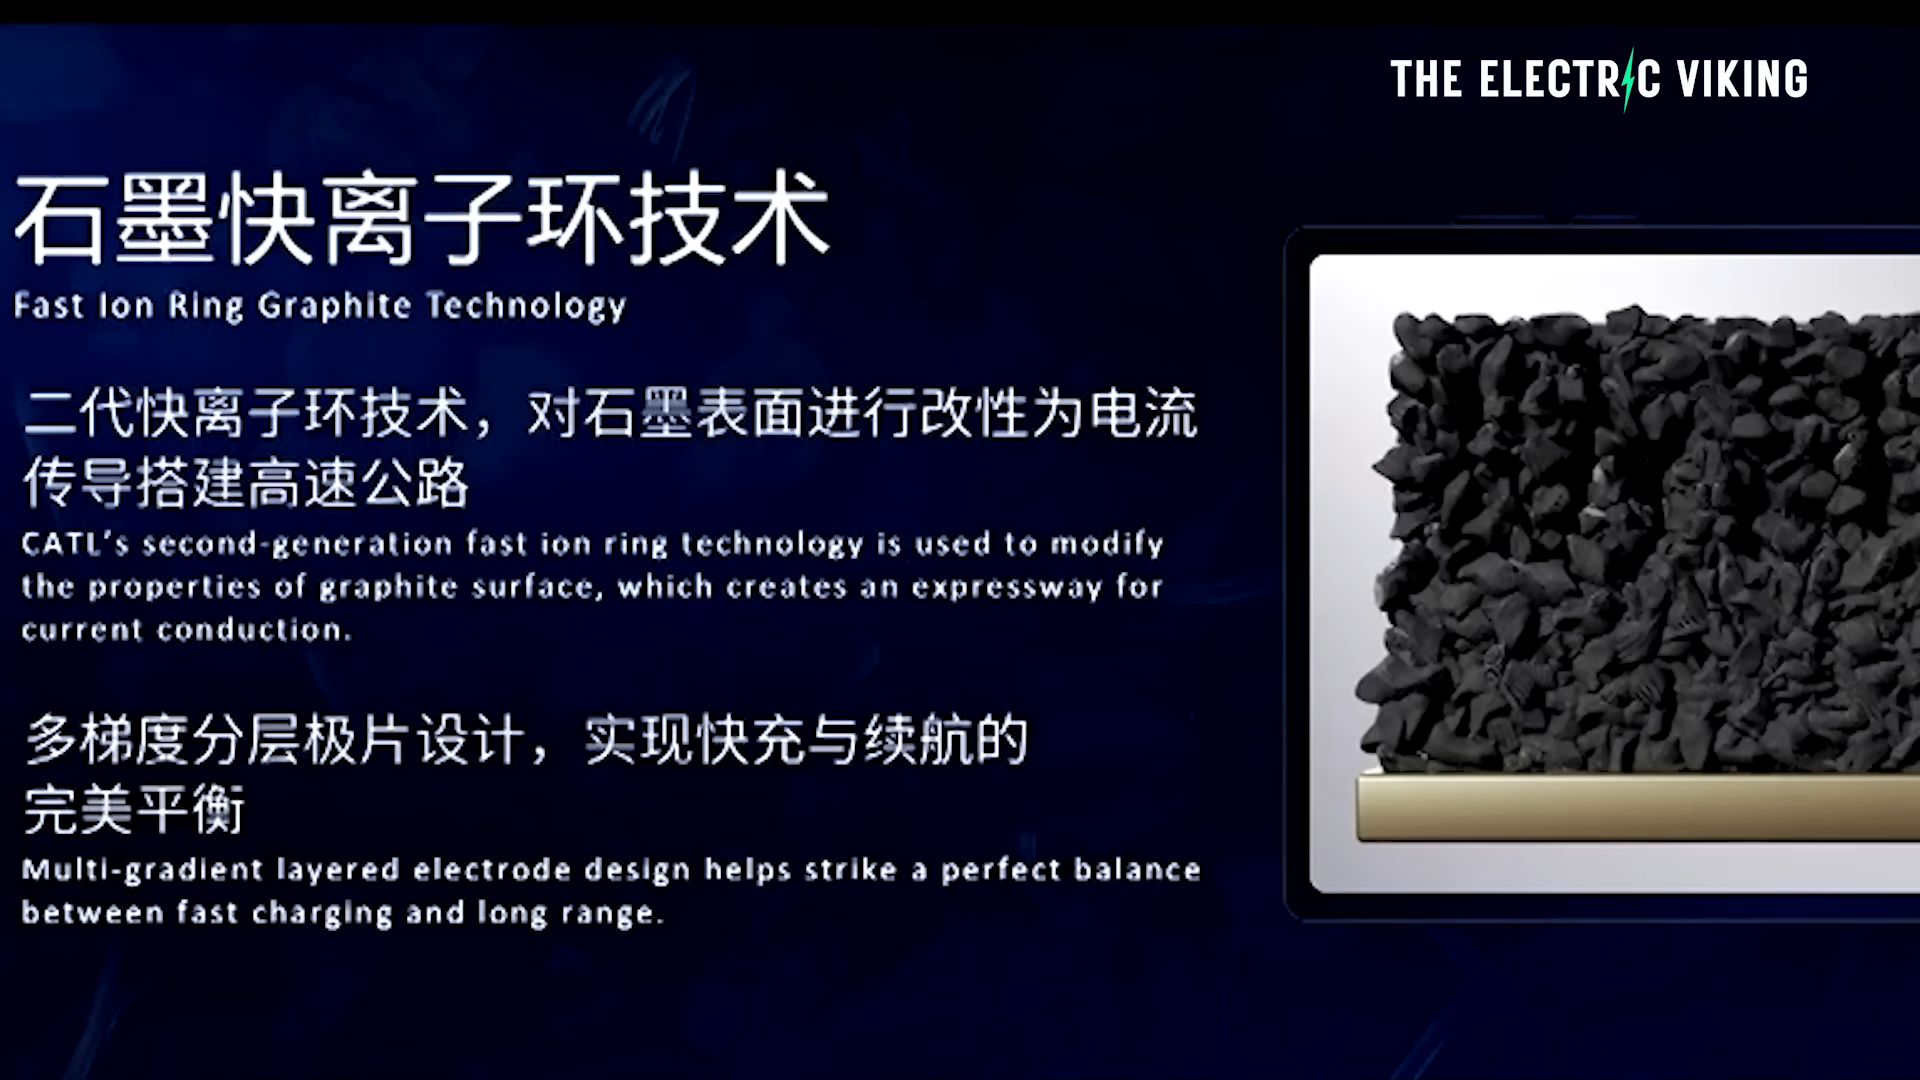 THE ELECTRIC VIKING
石墨快离子环技术
Fast Ion Ring Graphite Technology
二代快离子环技术，对石墨表面进行改性为电流
传导搭建高速公路
CATL's second-generation fast ion ring technology is used to modify
the properties of graphite surface, which creates an expressway for
current conduction.
多梯度分层极片设计，实现快充与续航的
完美平衡
Multi-gradient layered electrode design helps strike a perfect balance
between fast charging and long range.